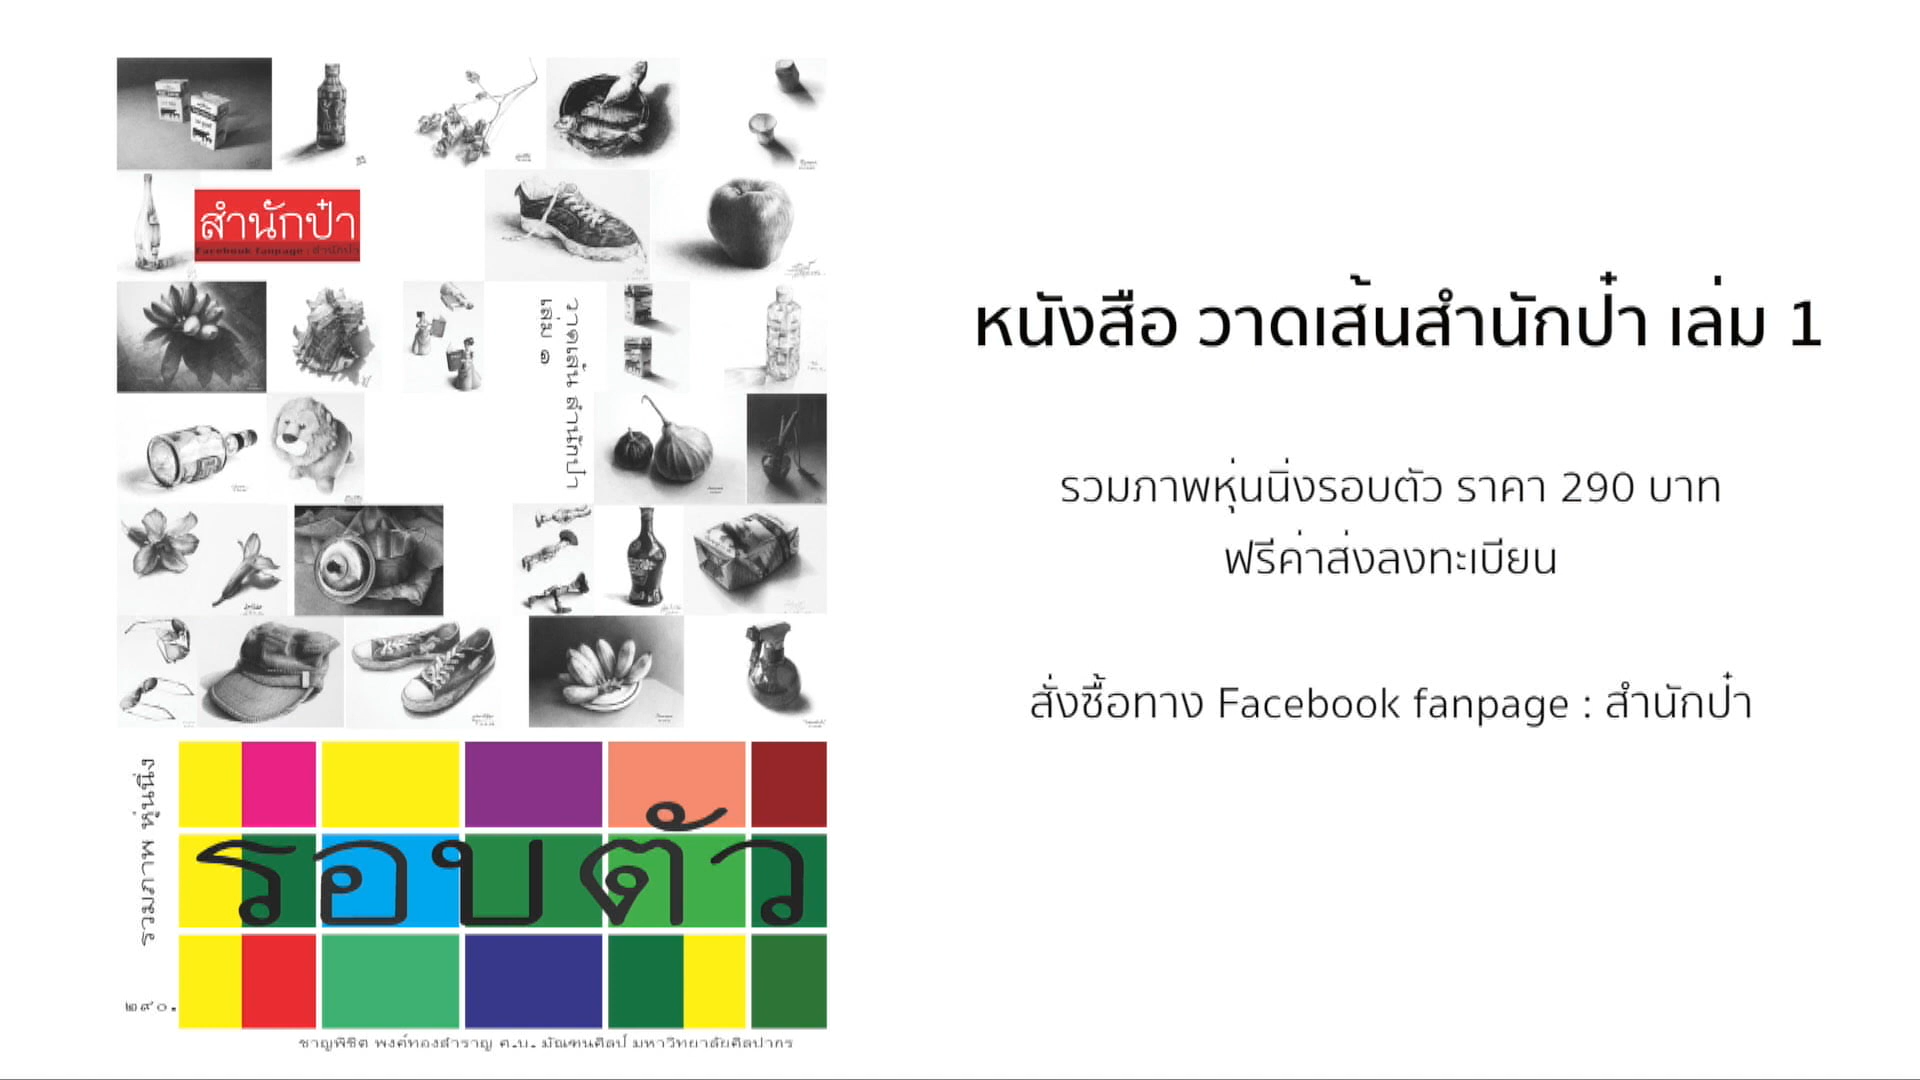 สำนักป๋า
Facebook fanpage : สำนักป๋า
วาดเส้น สำนักป๋า
เล่ม ๑
รวมภาพ หุ่นนิ่ง
รอบตัว
๒๙๐.
ชาญพิชิต พงศ์ทองสำราญ ศ.บ. มัณฑนศิลป์ มหาวิทยาลัยศิลปากร
หนังสือ วาดเส้นสำนักป๋า เล่ม 1
รวมภาพหุ่นนิ่งรอบตัว ราคา 290 บาท
ฟรีค่าส่งลงทะเบียน
สั่งซื้อทาง Facebook fanpage : สำนักป๋า